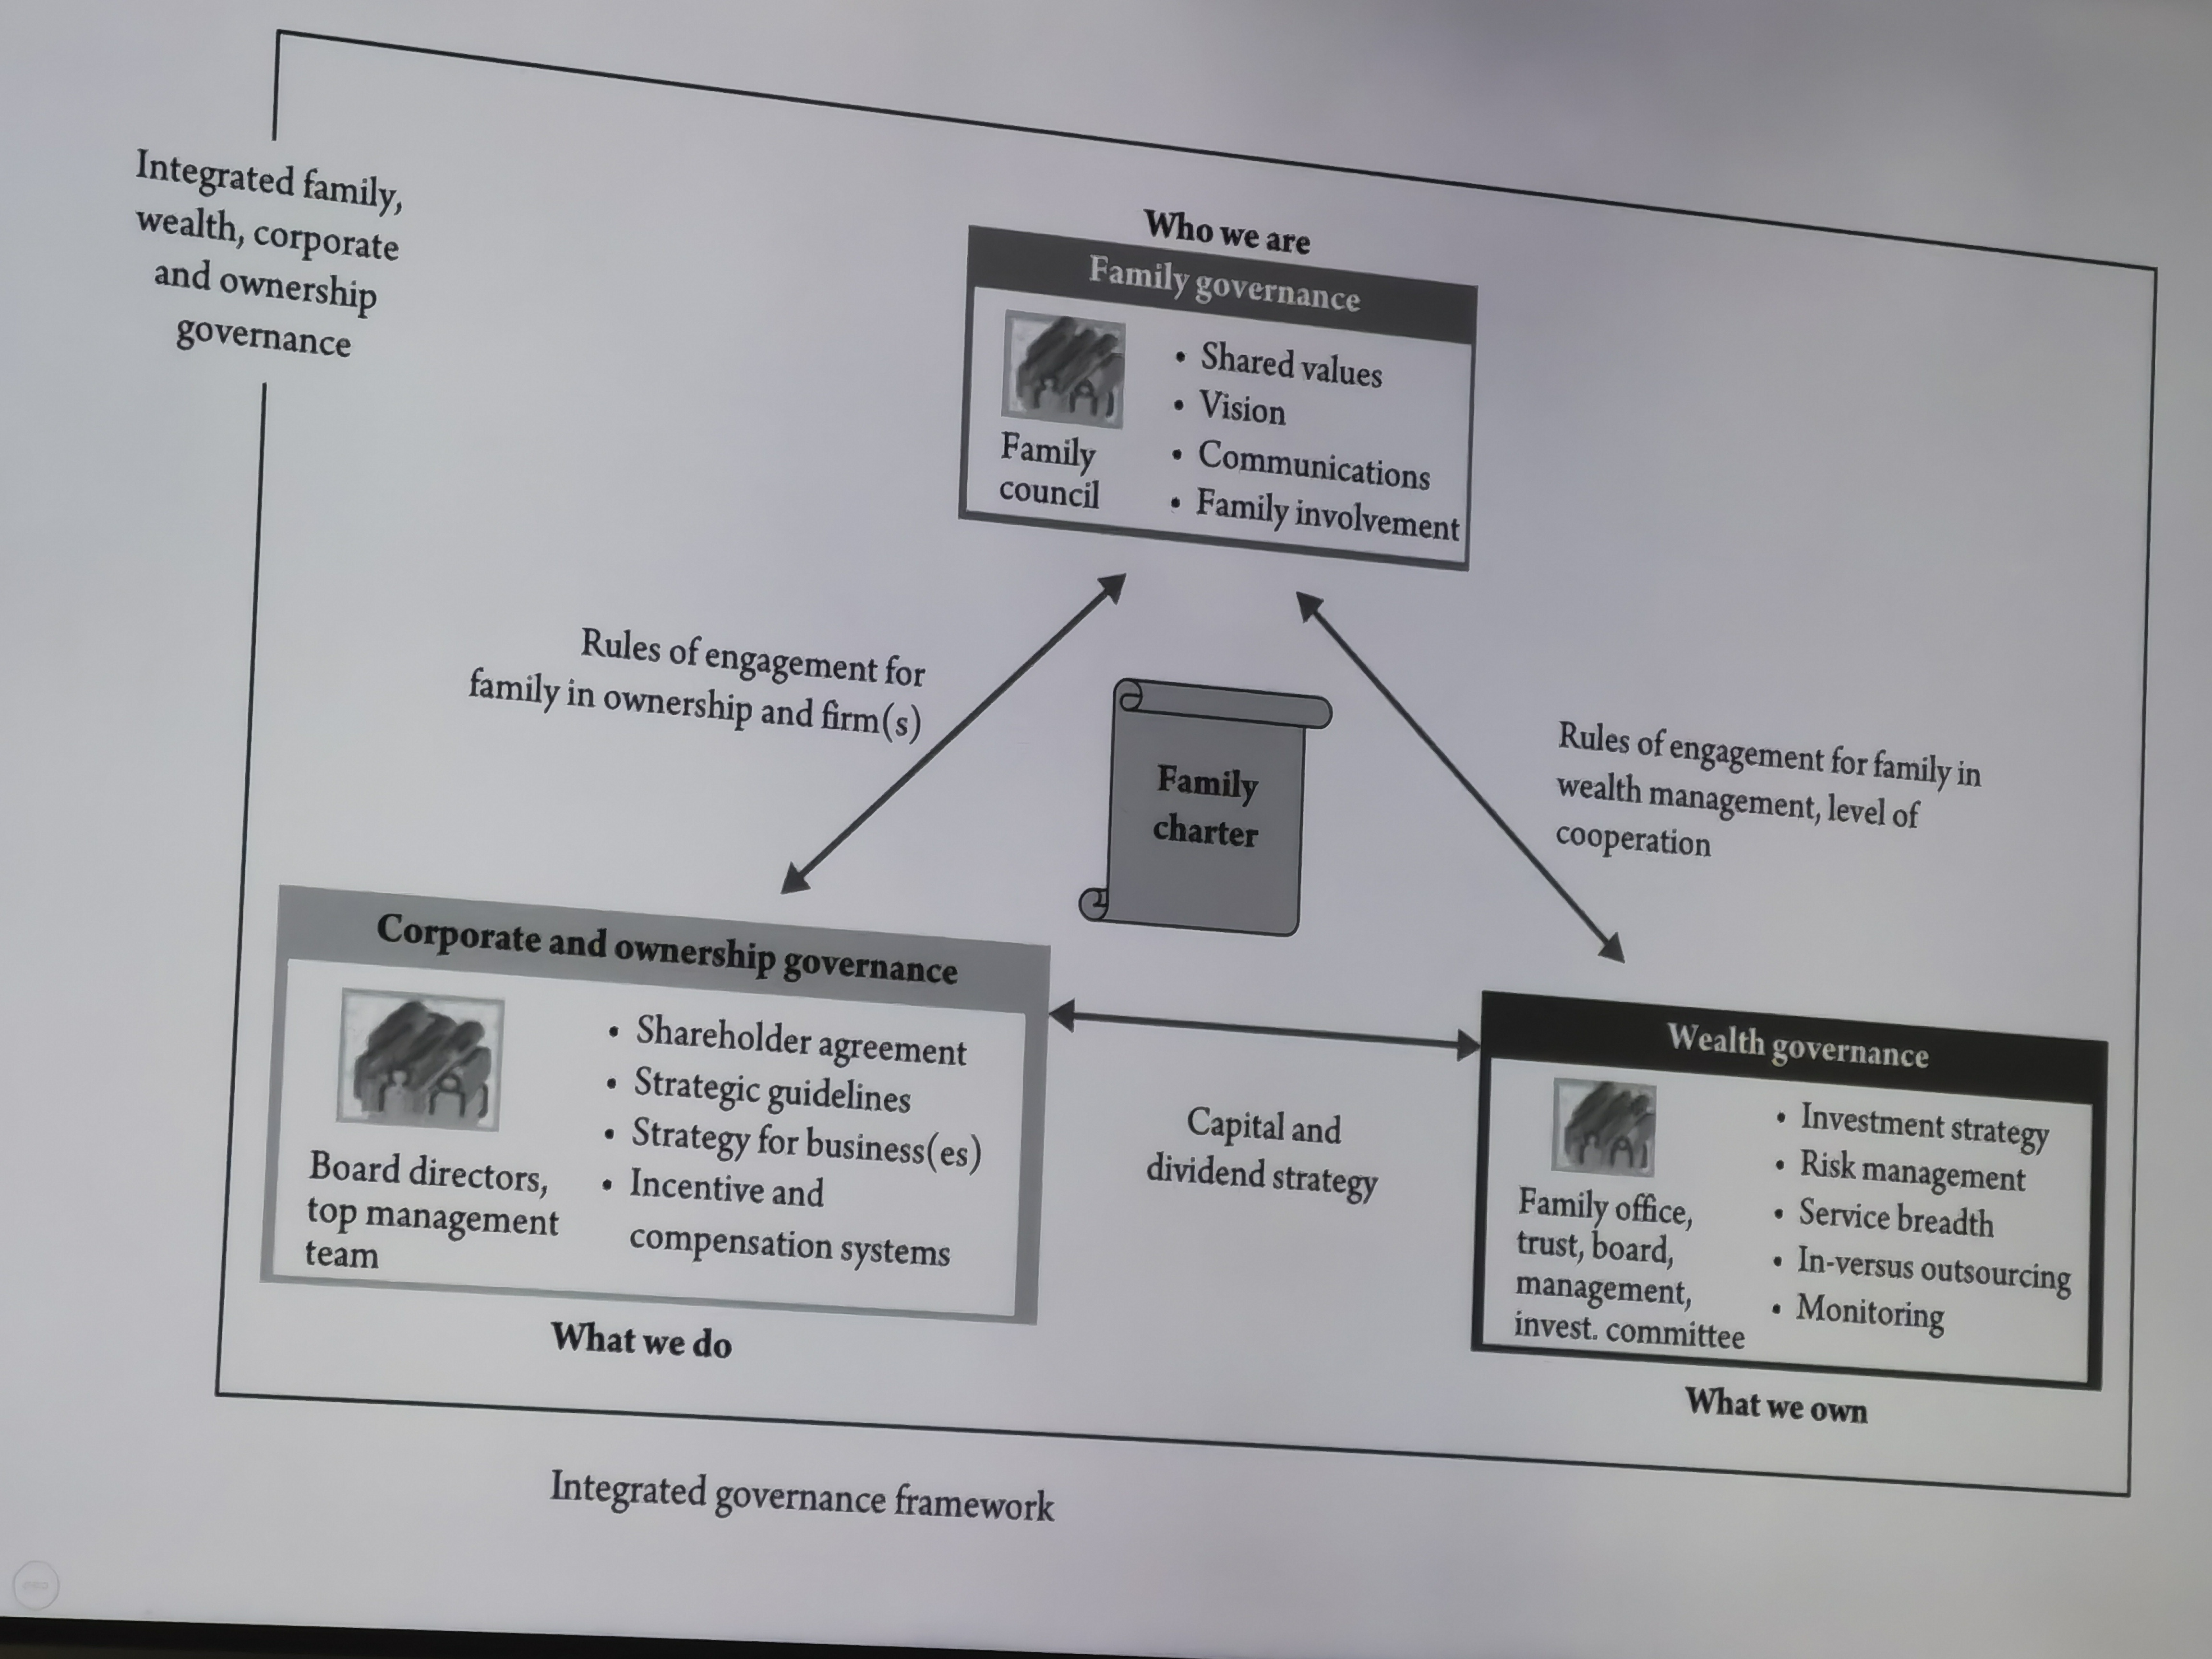 Integrated family,
wealth, corporate
and ownership
governance
Who we are
Family governance
Family
council
• Shared values
• Vision
• Communications
• Family involvement
Rules of engagement for
family in ownership and firm(s)
Family
charter
Rules of engagement for family in
wealth management, level of
cooperation
Corporate and ownership governance
Board directors,
top management
team
• Shareholder agreement
• Strategic guidelines
• Strategy for business(es)
• Incentive and
compensation systems
What we do
Capital and
dividend strategy
Wealth governance
Family office,
trust, board,
management,
invest. committee
• Investment strategy
• Risk management
• Service breadth
• In-versus outsourcing
• Monitoring
What we own
Integrated governance framework